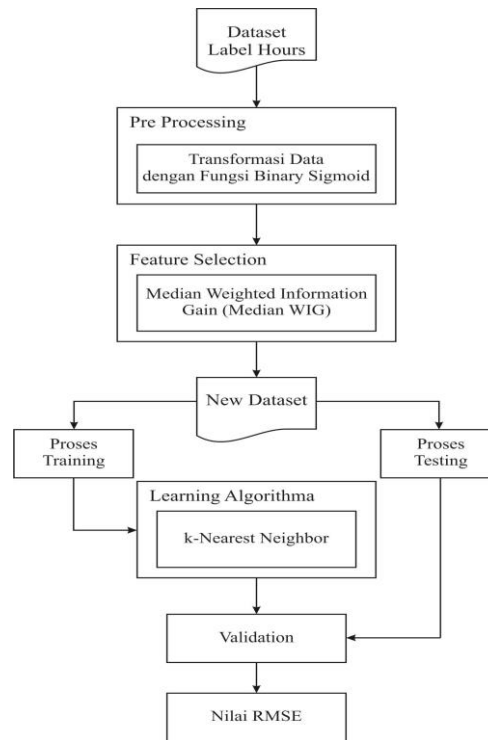 Dataset
Label Hours
Pre Processing
Transformasi Data
dengan Fungsi Binary Sigmoid
Feature Selection
Median Weighted Information
Gain (Median WIG)
New Dataset
Proses
Training
Proses
Testing
Learning Algorithma
k-Nearest Neighbor
Validation
Nilai RMSE